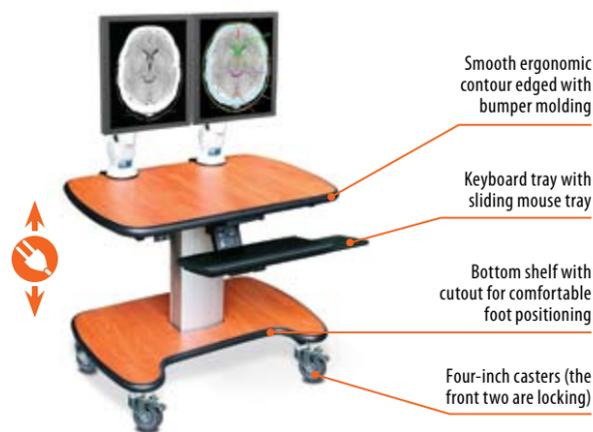 Smooth ergonomic
contour edged with
bumper molding
Keyboard tray with
sliding mouse tray
Bottom shelf with
cutout for comfortable
foot positioning
Four-inch casters (the
front two are locking)